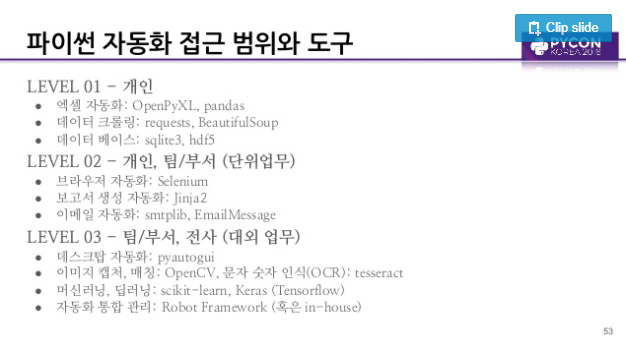 파이썬 자동화 접근 범위와 도구
Clip slide
PYCON
KOREA 2018
LEVEL 01 – 개인
● 엑셀 자동화: OpenPyXL, pandas
● 데이터 크롤링: requests, BeautifulSoup
● 데이터 베이스: sqlite3, hdf5
LEVEL 02 – 개인, 팀/부서 (단위업무)
● 브라우저 자동화: Selenium
● 보고서 생성 자동화: Jinja2
● 이메일 자동화: smtplib, EmailMessage
LEVEL 03 – 팀/부서, 전사 (대외 업무)
● 데스크탑 자동화: pyautogui
● 이미지 캡처, 매칭: OpenCV, 문자 숫자 인식(OCR): tesseract
● 머신러닝, 딥러닝: scikit-learn, Keras (Tensorflow)
● 자동화 통합 관리: Robot Framework (혹은 in-house)
53